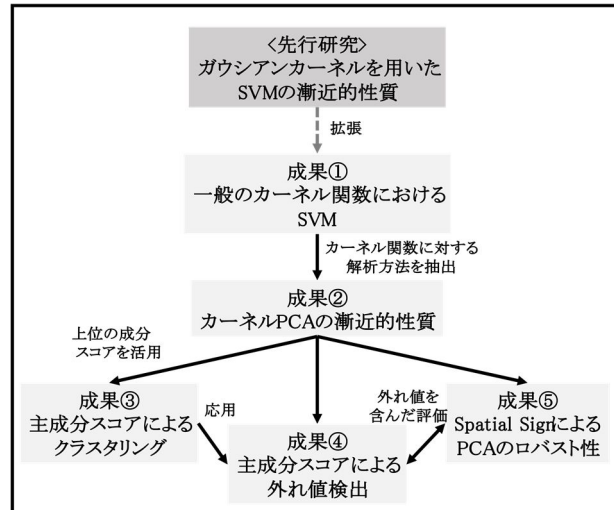 <先行研究>
ガウシアンカーネルを用いた
SVMの漸近的性質
拡張
成果①
一般のカーネル関数における
SVM
カーネル関数に対する
解析方法を抽出
成果②
カーネルPCAの漸近的性質
上位の成分
スコアを活用
成果③
主成分スコアによる
クラスタリング
応用
成果④
主成分スコアによる
外れ値検出
外れ値を
含んだ評価
成果⑤
Spatial Signによる
PCAのロバスト性